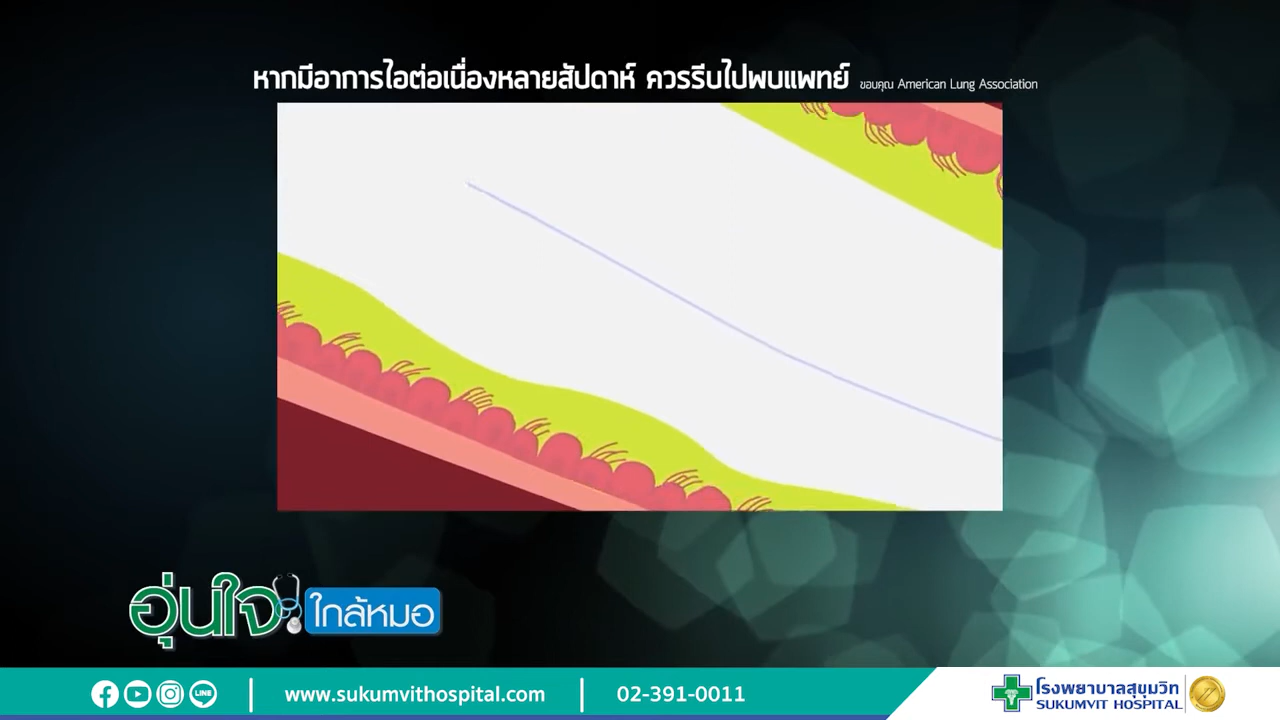 หากมีอาการไอต่อเนื่องหลายสัปดาห์ ควรรีบไปพบแพทย์ ขอบคุณ American Lung Association
อุ่นใจ ใกล้หมอ
LINE www.sukumvithospital.com 02-391-0011
โรงพยาบาลสุขุมวิท
SUKUMVIT HOSPITAL